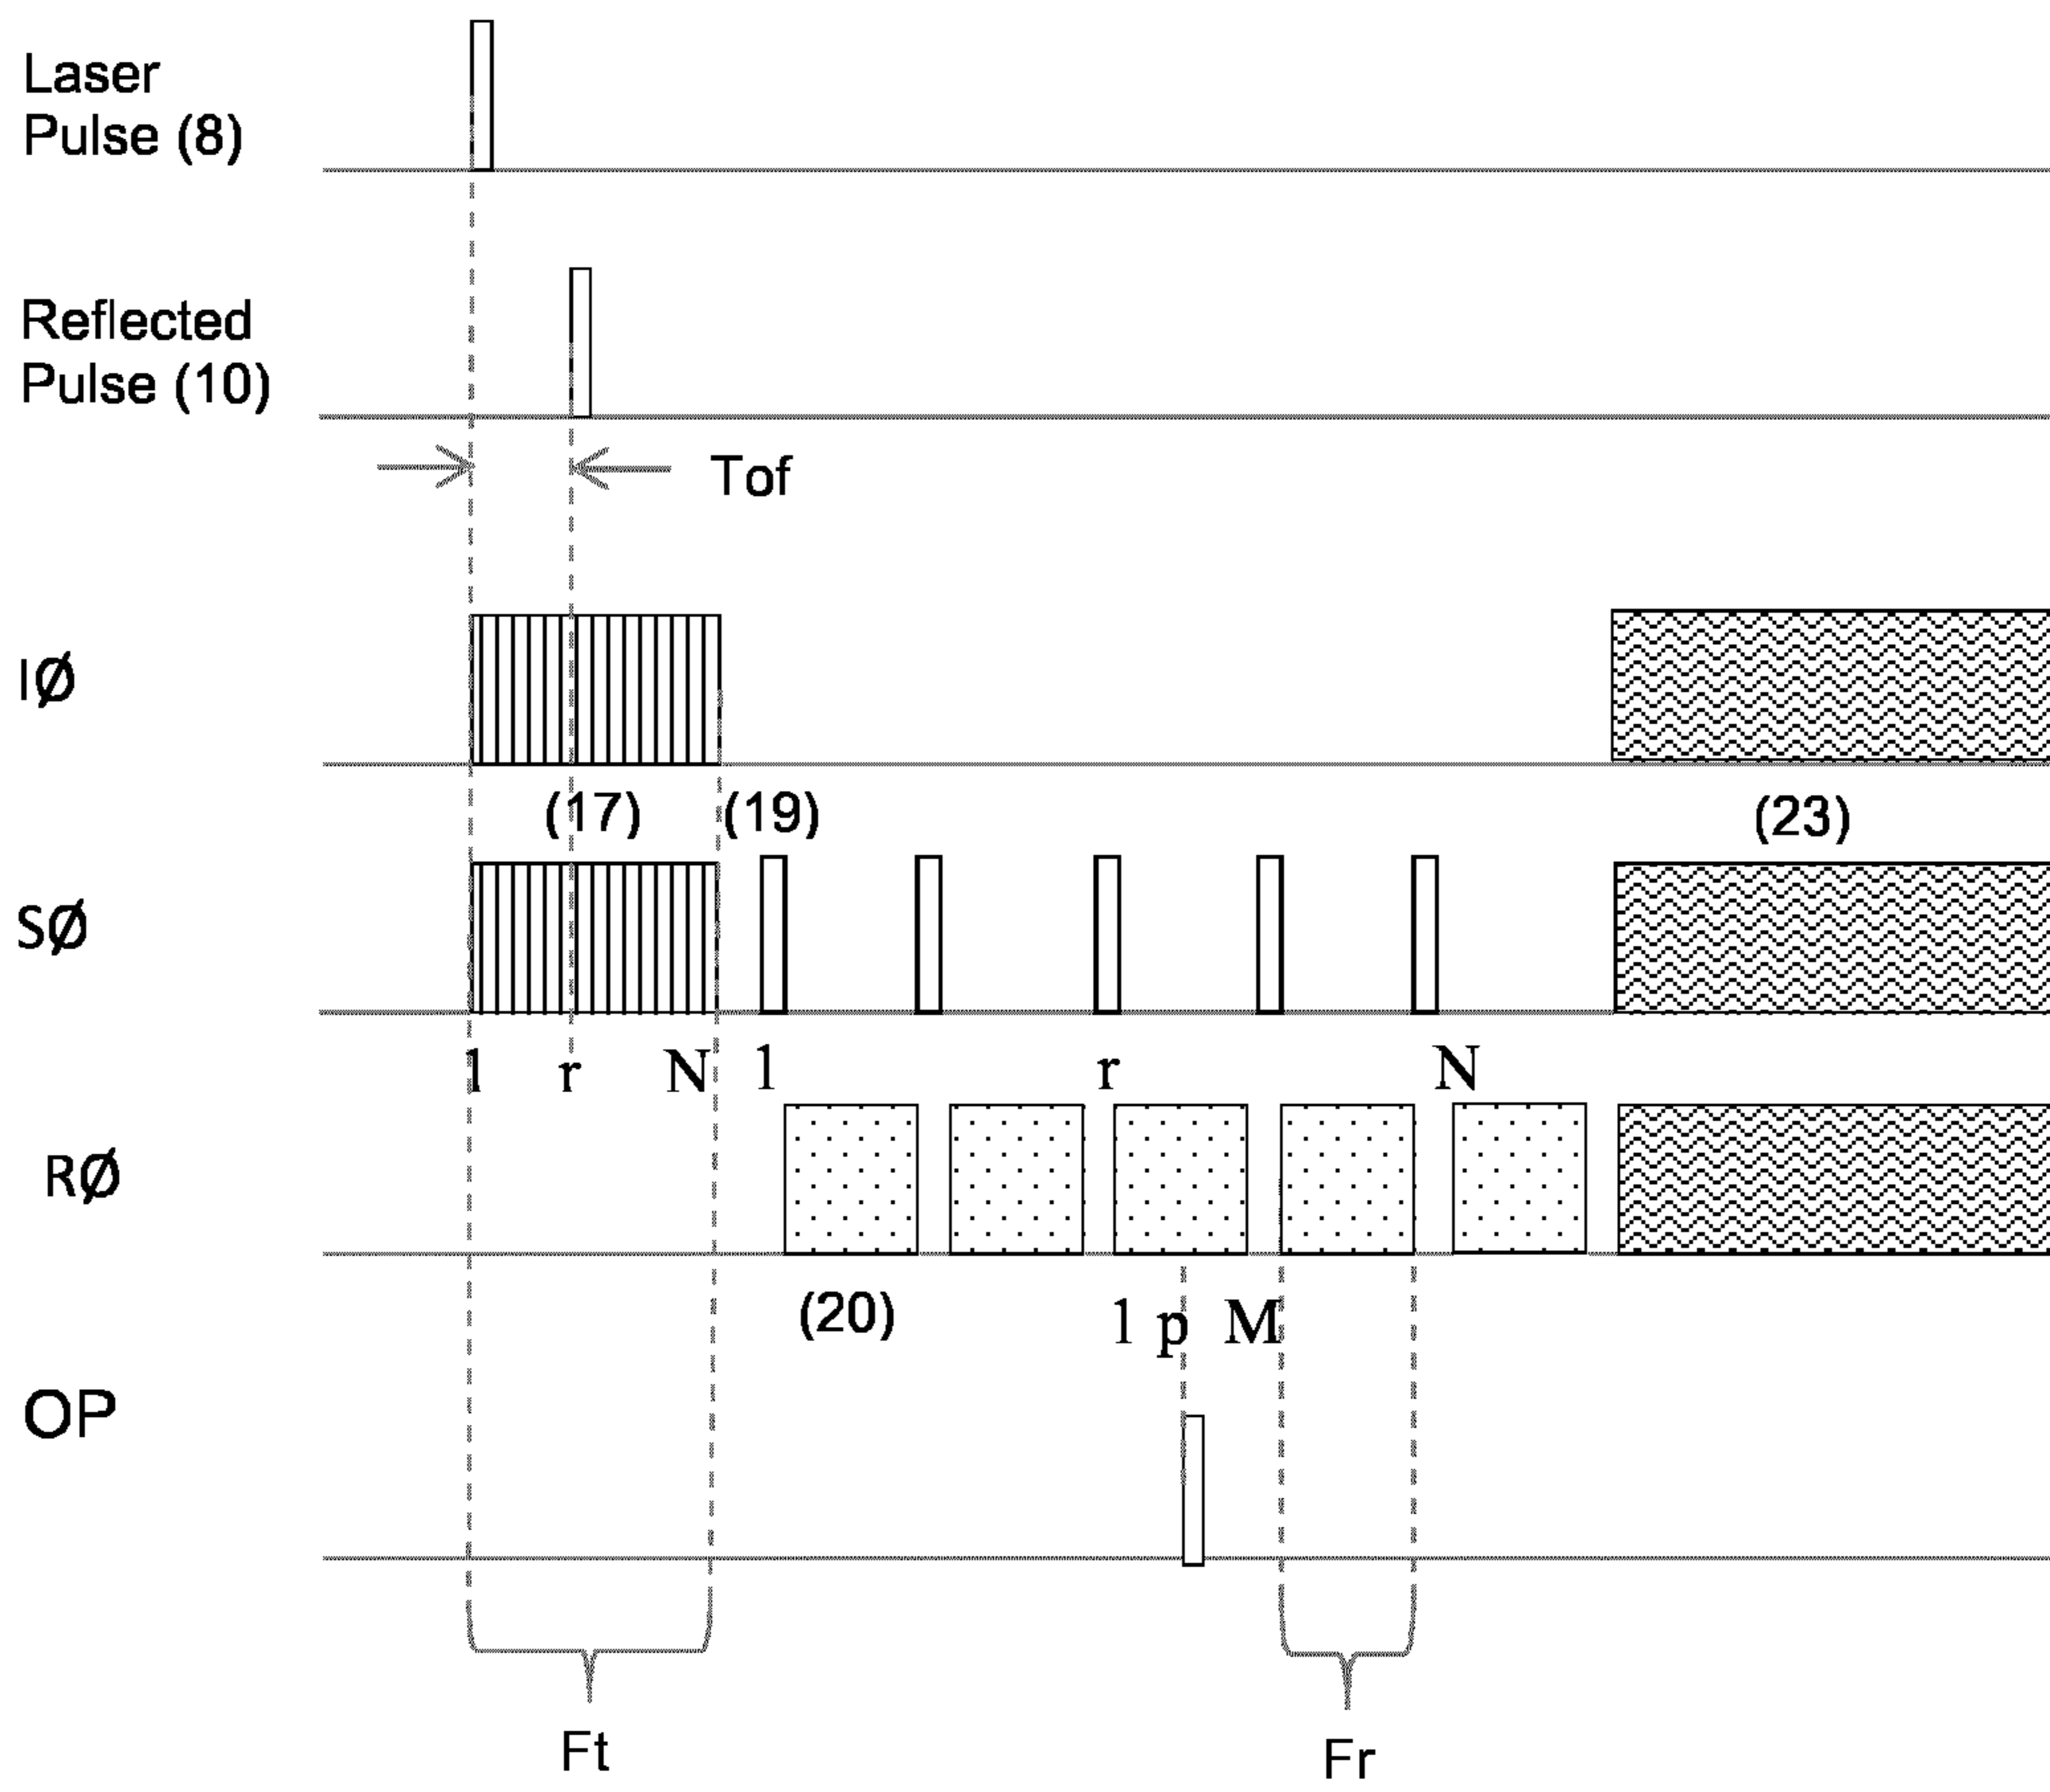 Laser
Pulse (8)
Reflected
Pulse (10)
Tof
IØ
(17) (19) (23)
SØ
1 r N 1 r N
RØ
(20) 1 p M
OP
Ft Fr